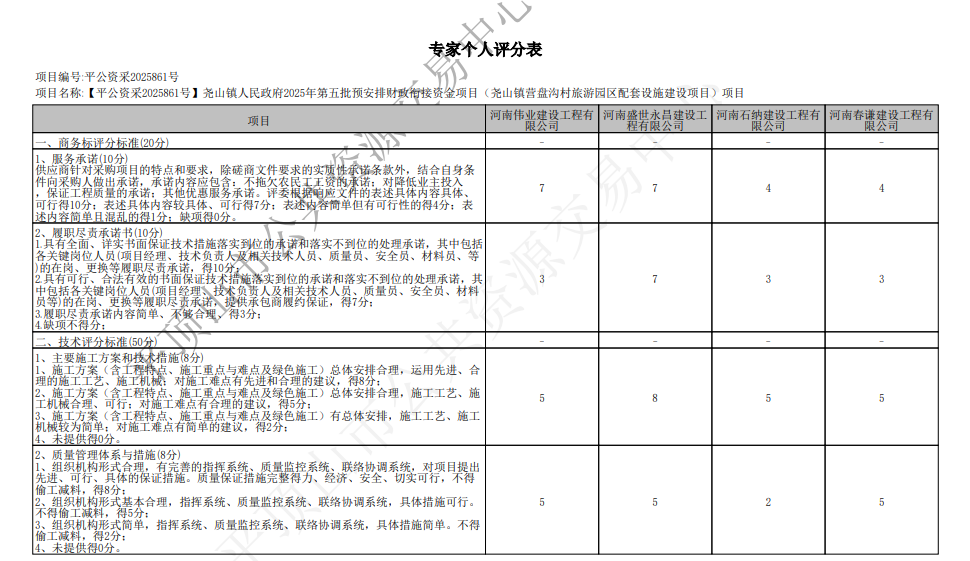 专家个人评分表
项目编号:平公资采2025861号
项目名称:【平公资采2025861号】尧山镇人民政府2025年第五批预安排财政衔接资金项目（尧山镇营盘沟村旅游园区配套设施建设项目）项目
项目
河南伟业建设工程有
限公司
河南盛世永昌建设工
程有限公司
河南石纳建设工程有
限公司
河南春谦建设工程有
限公司
一、商务标评分标准(20分)
- - - -
1、服务承诺(10分)
供应商针对采购项目的特点和要求，除磋商文件要求的实质性承诺条款外，结合自身条
件向采购人做出承诺，承诺内容应包含：不拖欠农民工工资的承诺；对降低业主投入
，保证工程质量的承诺；其他优惠服务承诺。评委根据响应文件的表述具体内容具体、
可行得10分；表述具体内容较具体、可行得7分；表述内容简单但有可行性的得4分；表
述内容简单且混乱的得1分；缺项得0分。
7 7 4 4
2、履职尽责承诺书(10分)
1.具有全面、详实书面保证技术措施落实到位的承诺和落实不到位的处理承诺，其中包括
各关键岗位人员(项目经理、技术负责人及相关技术人员、质量员、安全员、材料员、等
)的在岗、更换等履职尽责承诺，得10分；
2.具有可行、合法有效的书面保证技术措施落实到位的承诺和落实不到位的处理承诺，其
中包括各关键岗位人员(项目经理、技术负责人及相关技术人员、质量员、安全员、材料
员等)的在岗、更换等履职尽责承诺，提供承包商履约保证，得7分；
3.履职尽责承诺内容简单、不够合理、得3分；
4.缺项不得分；
3 7 3 3
二、技术评分标准(50分)
- - - -
1、主要施工方案和技术措施(8分)
1、施工方案（含工程特点、施工重点与难点及绿色施工）总体安排合理，运用先进、合
理的施工工艺、施工机械；对施工难点有先进和合理的建议，得8分；
2、施工方案（含工程特点、施工重点与难点及绿色施工）总体安排合理，施工工艺、施
工机械合理、可行；对施工难点有合理的建议，得5分；
3、施工方案（含工程特点、施工重点与难点及绿色施工）有总体安排，施工工艺、施工
机械较为简单；对施工难点有简单的建议，得2分；
4、未提供得0分。
5 8 5 5
2、质量管理体系与措施(8分)
1、组织机构形式合理，有完善的指挥系统、质量监控系统、联络协调系统，对项目提出
先进、可行、具体的保证措施。质量保证措施完整得力、经济、安全、切实可行，不得
偷工减料，得8分；
2、组织机构形式基本合理，指挥系统、质量监控系统、联络协调系统，具体措施可行。
不得偷工减料，得5分；
3、组织机构形式简单，指挥系统、质量监控系统、联络协调系统，具体措施简单。不得
偷工减料，得2分；
4、未提供得0分。
5 5 2 5
平顶山市公共资源交易中心
平顶山市公共资源交易中心